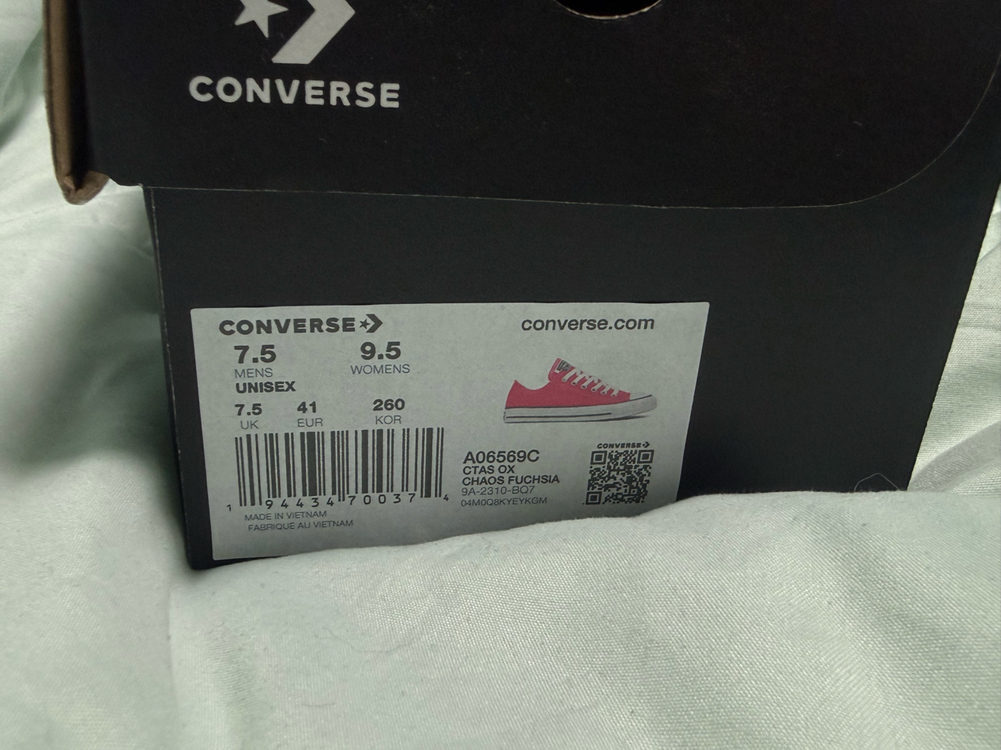 CONVERSE
CONVERSE
converse.com
7.5 9.5
MENS WOMENS
UNISEX
7.5 41 260
UK EUR KOR
1 94434 70037 4
MADE IN VIETNAM
FABRIQUE AU VIETNAM
A06569C
CTAS OX
CHAOS FUCHSIA
9A-2310-BQ7
04M0Q8KYEYKGM
CONVERSE